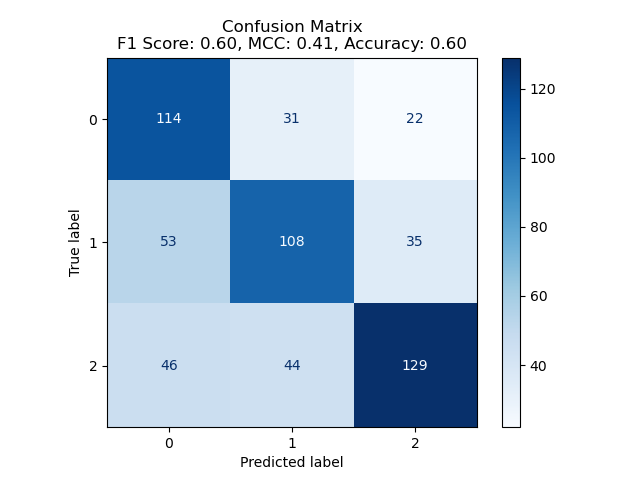 Confusion Matrix
F1 Score: 0.60, MCC: 0.41, Accuracy: 0.60
120
0 114 31 22
100
80
True label
1 53 108 35
60
2 46 44 129
40
0 1 2
Predicted label